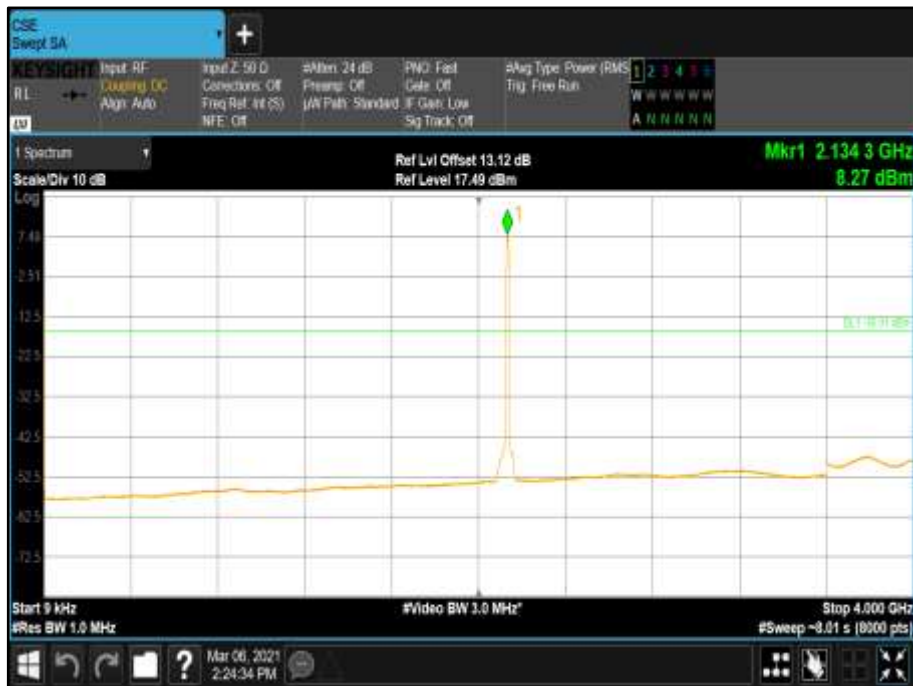 CSE
Swept SA
+
KEYSIGHT
Input: RF
Input Z: 50 Ω
#Atten: 24 dB
PNO: Fast
#Avg Type: Power (RMS
1 2 3 4 5 6
RL
Coupling: DC
Corrections: Off
Preamp: Off
Gate: Off
Trig: Free Run
W W W W W W
Align: Auto
Freq Ref: Int (S)
µW Path: Standard
IF Gain: Low
LXI
NFE: Off
Sig Track: Off
A N N N N N
1 Spectrum
Ref Lvl Offset 13.12 dB
Mkr1 2.134 3 GHz
Scale/Div 10 dB
Ref Level 17.49 dBm
8.27 dBm
Log
1
7.49
-2.51
-12.5
-22.5
-32.5
-42.5
-52.5
-62.5
-72.5
Start 9 kHz
#Video BW 3.0 MHz*
Stop 4.000 GHz
#Res BW 1.0 MHz
#Sweep ~8.01 s (8000 pts)
?
Mar 06, 2021
2:24:34 PM